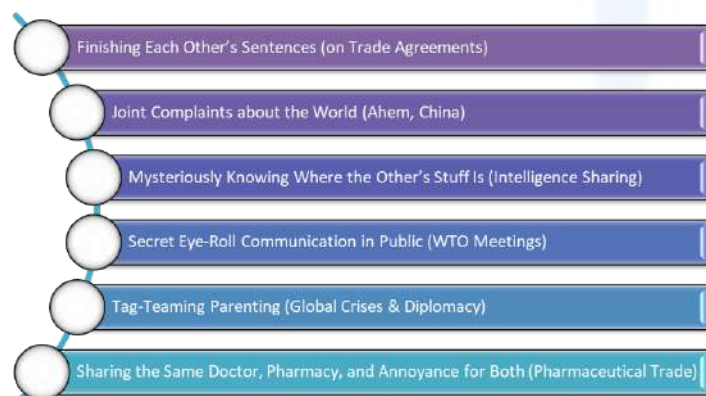 Finishing Each Other’s Sentences (on Trade Agreements)
Joint Complaints about the World (Ahem, China)
Mysteriously Knowing Where the Other’s Stuff Is (Intelligence Sharing)
Secret Eye-Roll Communication in Public (WTO Meetings)
Tag-Teaming Parenting (Global Crises & Diplomacy)
Sharing the Same Doctor, Pharmacy, and Annoyance for Both (Pharmaceutical Trade)